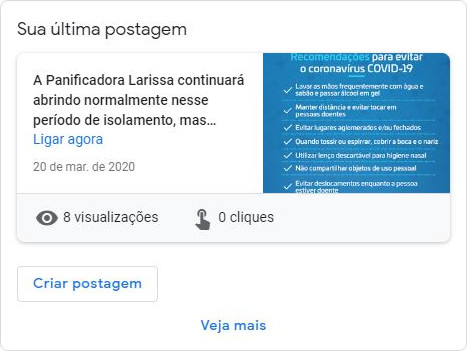 Sua última postagem
A Panificadora Larissa continuará
abrindo normalmente nesse
período de isolamento, mas...
Ligar agora
20 de mar. de 2020
Recomendações para evitar
o coronavírus COVID-19
Lavar as mãos frequentemente com água e
sabão e passar álcool em gel
Manter distância e evitar tocar em
pessoas doentes
Evitar lugares aglomerados e/ou fechados
Quando tossir ou espirrar, cobrir a boca e o nariz
Utilizar lenço descartável para higiene nasal
Não compartilhar objetos de uso pessoal
Evitar deslocamentos enquanto a pessoa
estiver doente
8 visualizações
0 cliques
Criar postagem
Veja mais